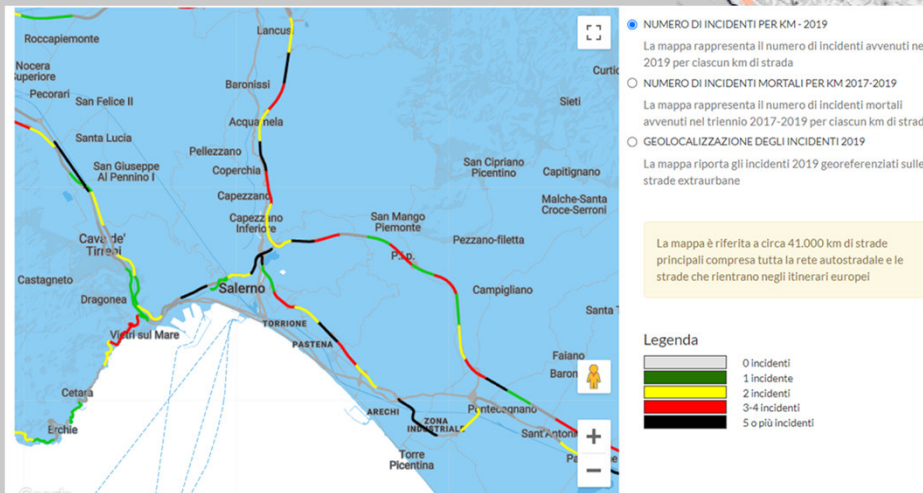 Roccapiemonte
Lancusi
Nocera
Superiore
Pecorari
San Felice II
Baronissi
Sieti
Santa Lucia
Pellezzano
Coperchia
San Giuseppe
Al Pennino I
San Cipriano
Picentino
Capitignano
Capezzano
Malche-Santa
Croce-Serroni
Capezzano
Inferiore
San Mango
Piemonte
Pezzano-filetta
Cava de'
Tirreni
P.i.p.
Castagneto
Salerno
Campigliano
Dragonea
TORRIONE
Vietri sul Mare
PASTENA
Faiano
Cetara
ARECHI
ZONA
INDUSTRIALE
Pontecagnano
Erchie
Torre
Picentina
NUMERO DI INCIDENTI PER KM - 2019
La mappa rappresenta il numero di incidenti avvenuti ne
2019 per ciascun km di strada
NUMERO DI INCIDENTI MORTALI PER KM 2017-2019
La mappa rappresenta il numero di incidenti mortali
avvenuti nel triennio 2017-2019 per ciascun km di strad
GEOLOCALIZZAZIONE DEGLI INCIDENTI 2019
La mappa riporta gli incidenti 2019 georeferenziati sulle
strade extraurbane
La mappa è riferita a circa 41.000 km di strade
principali compresa tutta la rete autostradale e le
strade che rientrano negli itinerari europei
Legenda
0 incidenti
1 incidente
2 incidenti
3-4 incidenti
5 o più incidenti